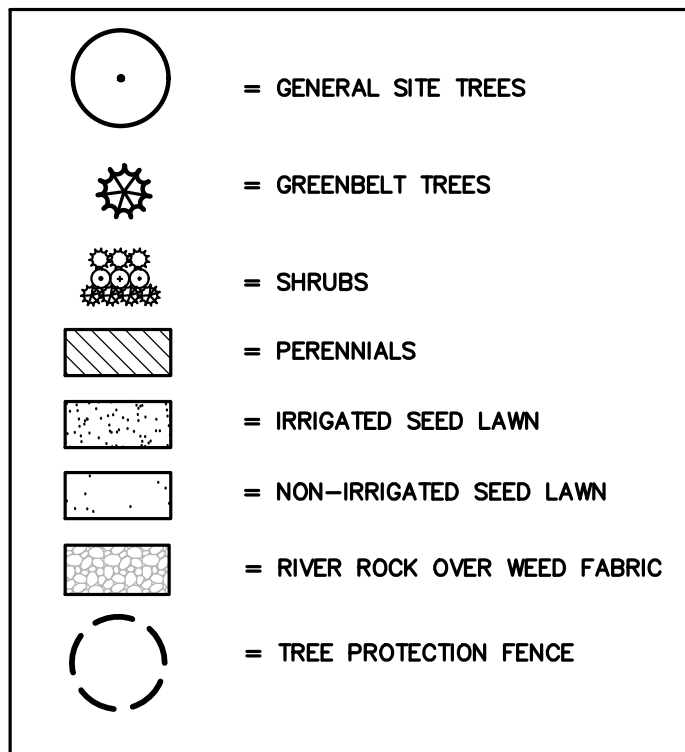 = GENERAL SITE TREES
= GREENBELT TREES
= SHRUBS
= PERENNIALS
= IRRIGATED SEED LAWN
= NON-IRRIGATED SEED LAWN
= RIVER ROCK OVER WEED FABRIC
= TREE PROTECTION FENCE